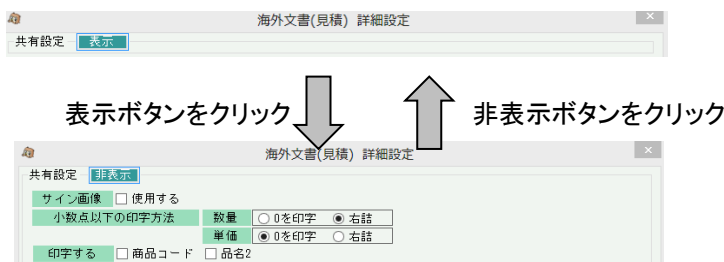 海外文書(見積) 詳細設定
共有設定 表示
表示ボタンをクリック 非表示ボタンをクリック
海外文書(見積) 詳細設定
共有設定 非表示
サイン画像 使用する
小数点以下の印字方法 数量 0を印字 右詰
単価 0を印字 右詰
印字する 商品コード 品名2